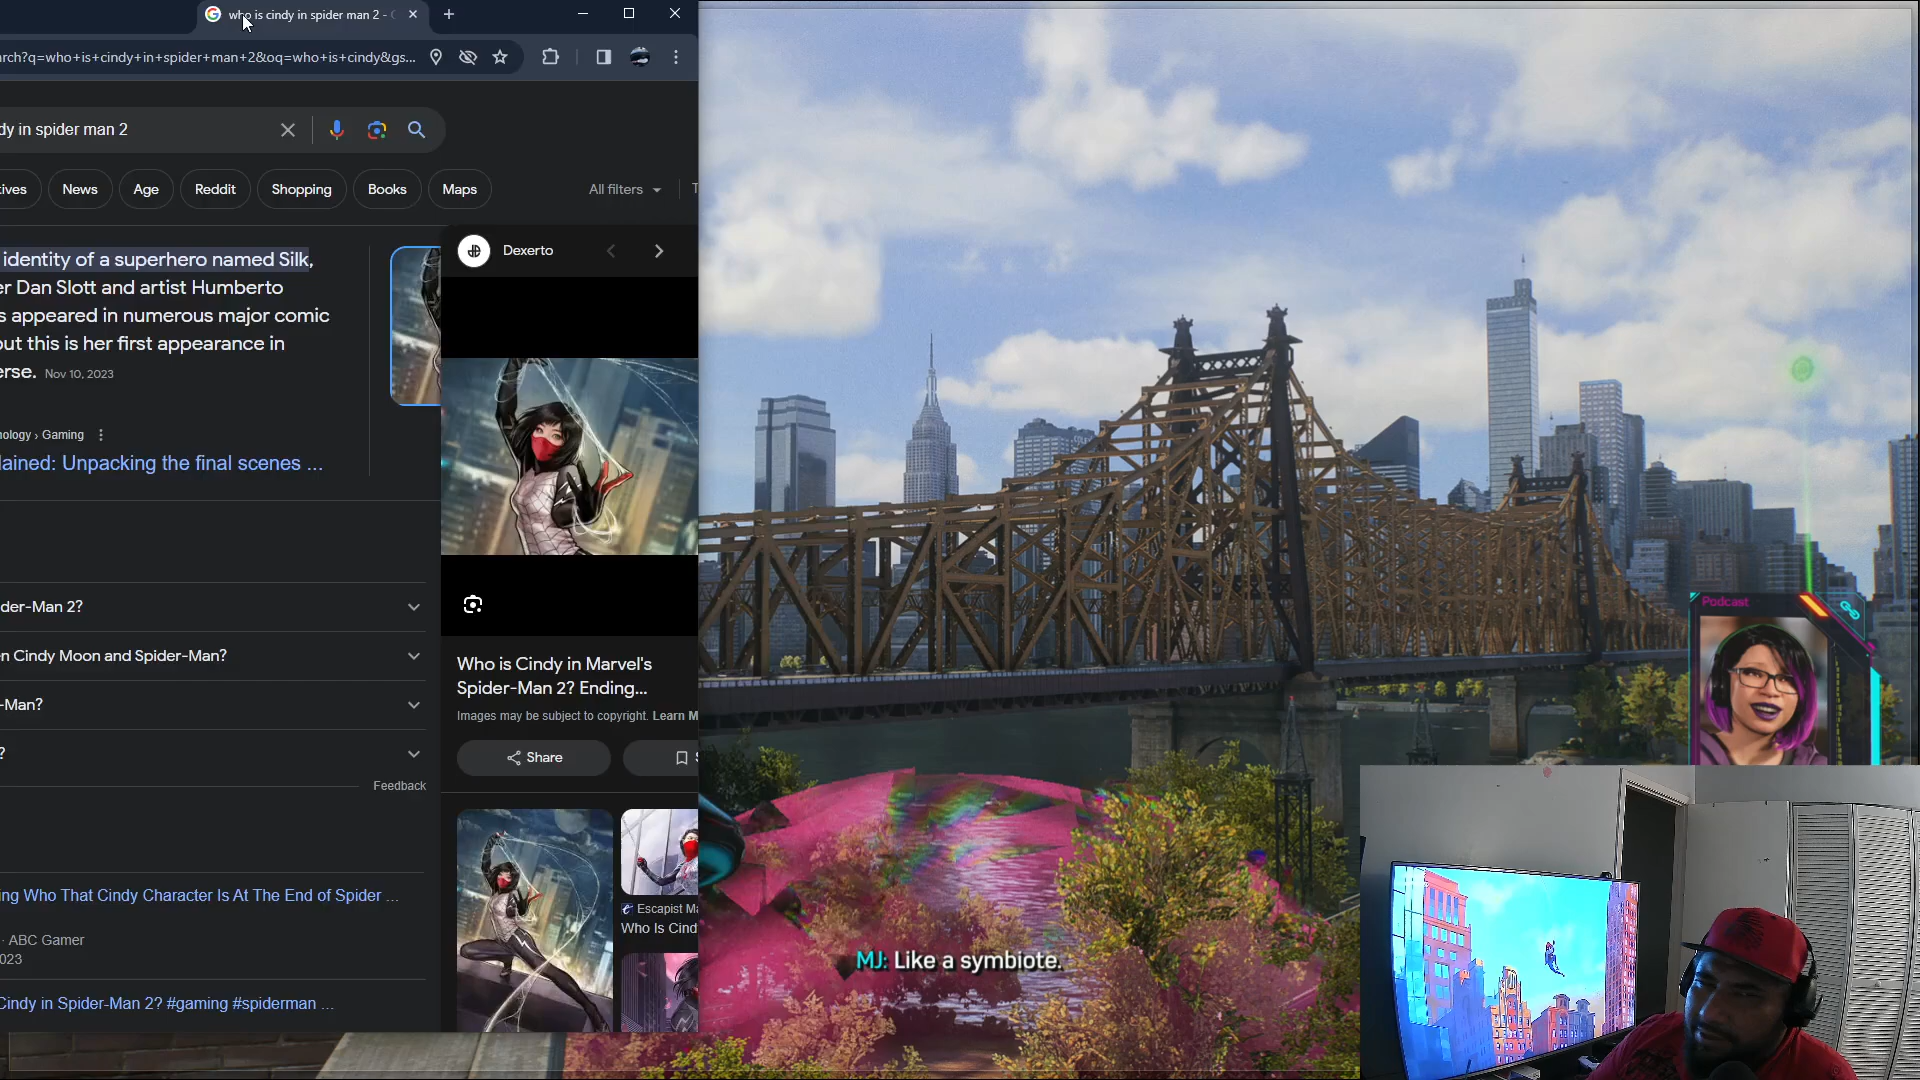 who is cindy in spider man 2 -
rch?q=who+is+cindy+in+spider+man+2&oq=who+is+cindy&gs...
dy in spider man 2
ives
News
Age
Reddit
Shopping
Books
Maps
All filters
T
identity of a superhero named Silk,
er Dan Slott and artist Humberto
s appeared in numerous major comic
out this is her first appearance in
erse. Nov 10, 2023
nology › Gaming
lained: Unpacking the final scenes ...
der-Man 2?
n Cindy Moon and Spider-Man?
-Man?
?
Feedback
ng Who That Cindy Character Is At The End of Spider ...
· ABC Gamer
023
Cindy in Spider-Man 2? #gaming #spiderman ...
Dexerto
Who is Cindy in Marvel's
Spider-Man 2? Ending...
Images may be subject to copyright. Learn M
Share
S
Escapist Ma
Who Is Cind
Podcast
MJ: Like a symbiote.